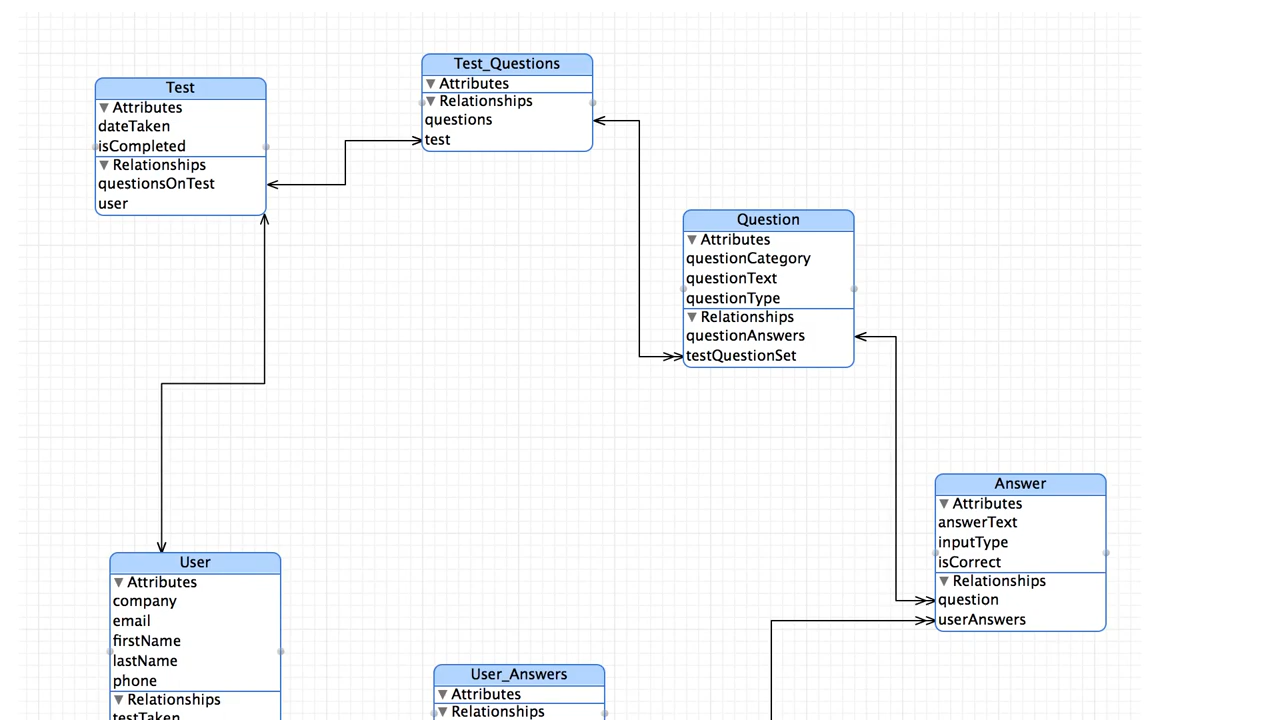 Test
▼ Attributes
dateTaken
isCompleted
▼ Relationships
questionsOnTest
user
Test_Questions
▼ Attributes
▼ Relationships
questions
test
Question
▼ Attributes
questionCategory
questionText
questionType
▼ Relationships
questionAnswers
testQuestionSet
Answer
▼ Attributes
answerText
inputType
isCorrect
▼ Relationships
question
userAnswers
User
▼ Attributes
company
email
firstName
lastName
phone
▼ Relationships
testTaken
User_Answers
▼ Attributes
▼ Relationships